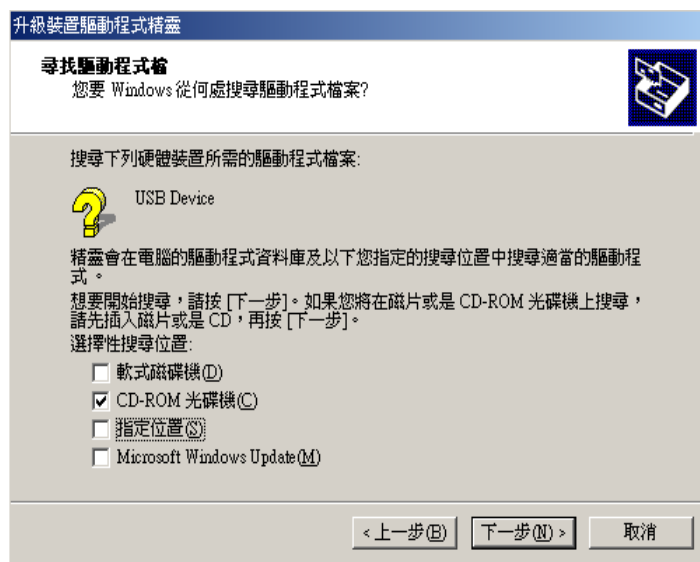 升級裝置驅動程式精靈
尋找驅動程式檔
您要 Windows 從何處搜尋驅動程式檔案?
搜尋下列硬體裝置所需的驅動程式檔案:
USB Device
精靈會在電腦的驅動程式資料庫及以下您指定的搜尋位置中搜尋適當的驅動程
式。
想要開始搜尋，請按 [下一步]。如果您將在磁片或是 CD-ROM 光碟機上搜尋，
請先插入磁片或是 CD，再按 [下一步]。
選擇性搜尋位置:
軟式磁碟機(D)
CD-ROM 光碟機(C)
指定位置(S)
Microsoft Windows Update(M)
< 上一步(B) 下一步(N) > 取消